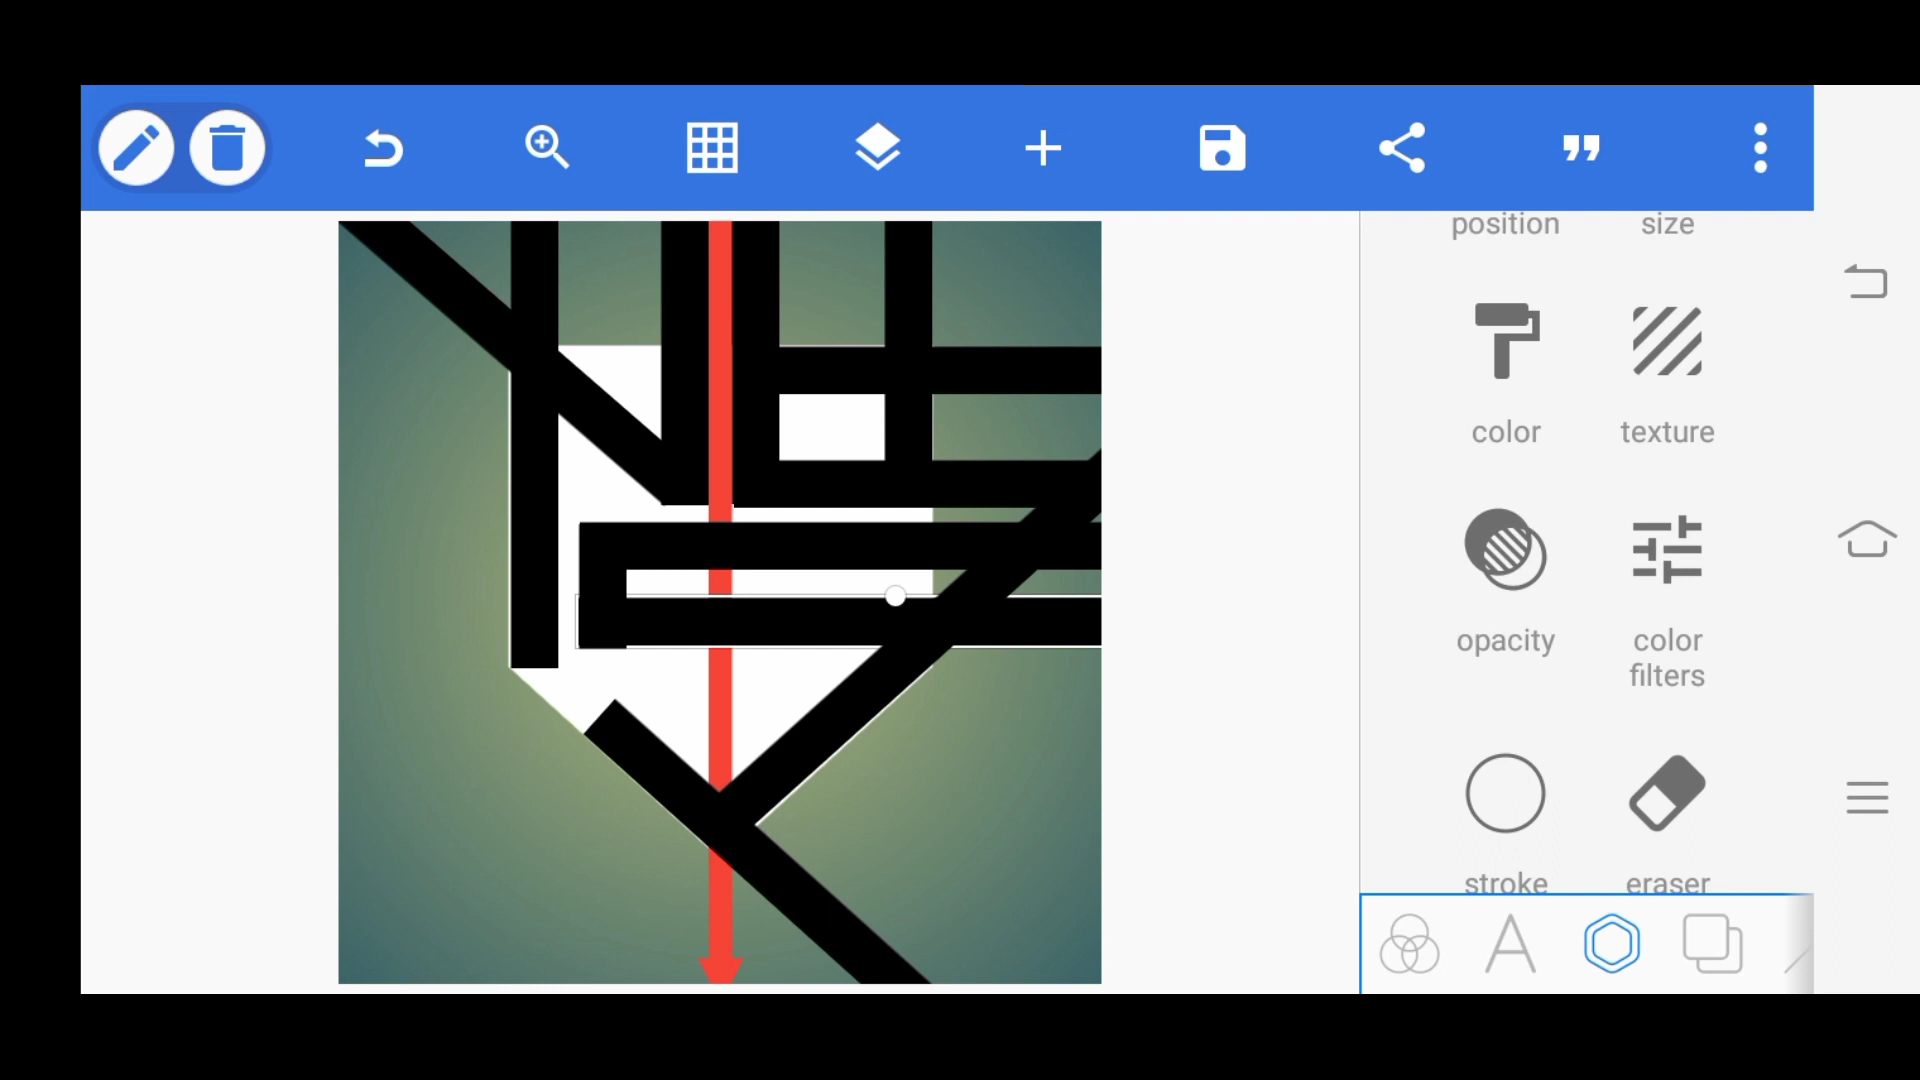 position size
color texture
opacity color
filters
stroke eraser
A